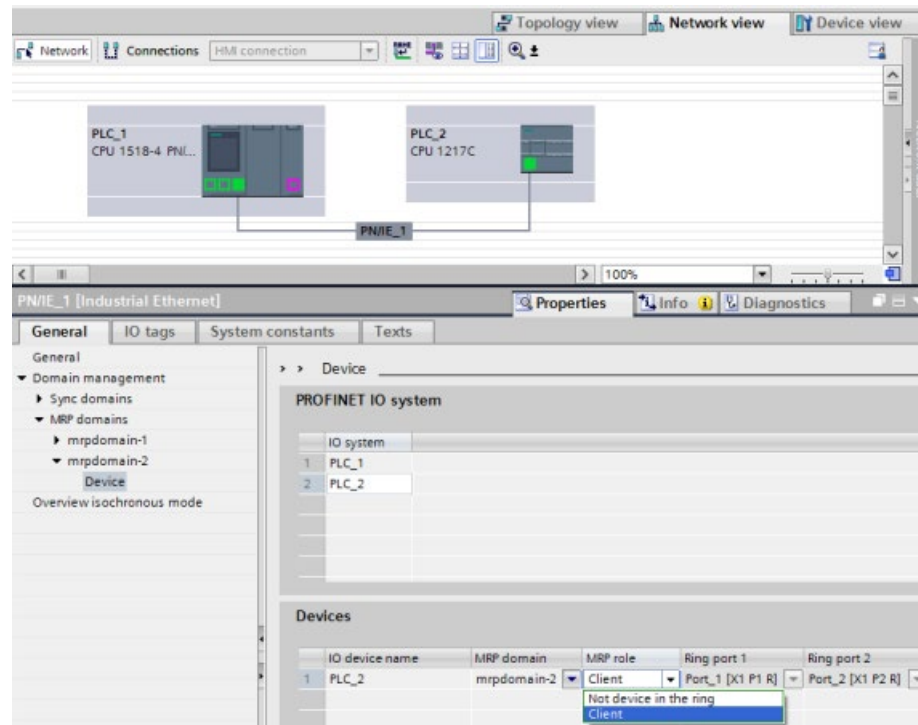 Topology view Network view Device view
Network Connections HMI connection
PLC_1
CPU 1518-4 PN/...
PLC_2
CPU 1217C
PN/IE_1
100%
PN/IE_1 [Industrial Ethernet] Properties Info Diagnostics
General IO tags System constants Texts
General
Domain management
Sync domains
MRP domains
mrpdomain-1
mrpdomain-2
Device
Overview isochronous mode
> > Device
PROFINET IO system
IO system
1 PLC_1
2 PLC_2
Devices
IO device name MRP domain MRP role Ring port 1 Ring port 2
1 PLC_2 mrpdomain-2 Client Port_1 [X1 P1 R] Port_2 [X1 P2 R]
Not device in the ring
Client